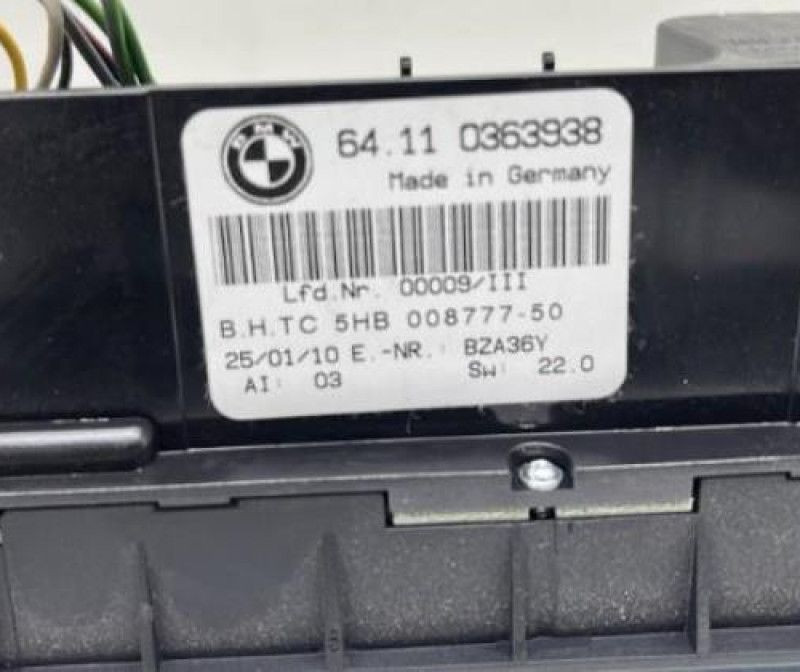 BMW
64.11 0363938
Made in Germany
Lfd.Nr. 00009/III
B.H.TC 5HB 008777-50
25/01/10 E.-NR.: BZA36Y
AI: 03 Sw: 22.0